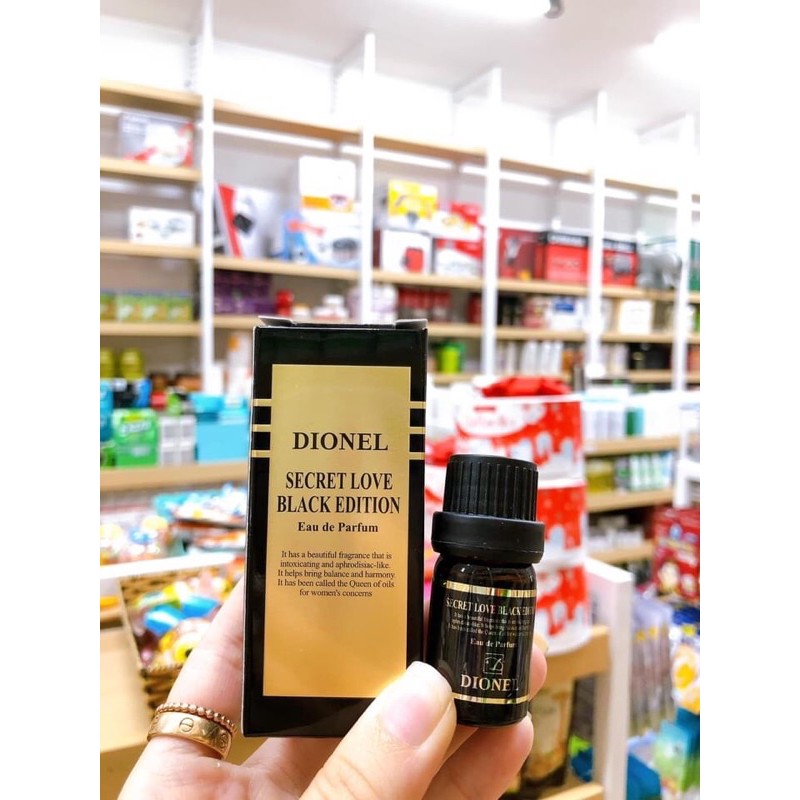 DIONEL
SECRET LOVE
BLACK EDITION
Eau de Parfum
It has a beautiful fragrance that is
intoxicating and aphrodisiac-like.
It helps bring balance and harmony.
It has been called the Queen of oils
for women's concerns
SECRET LOVE BLACK EDITION
Eau de Parfum
DIONEL